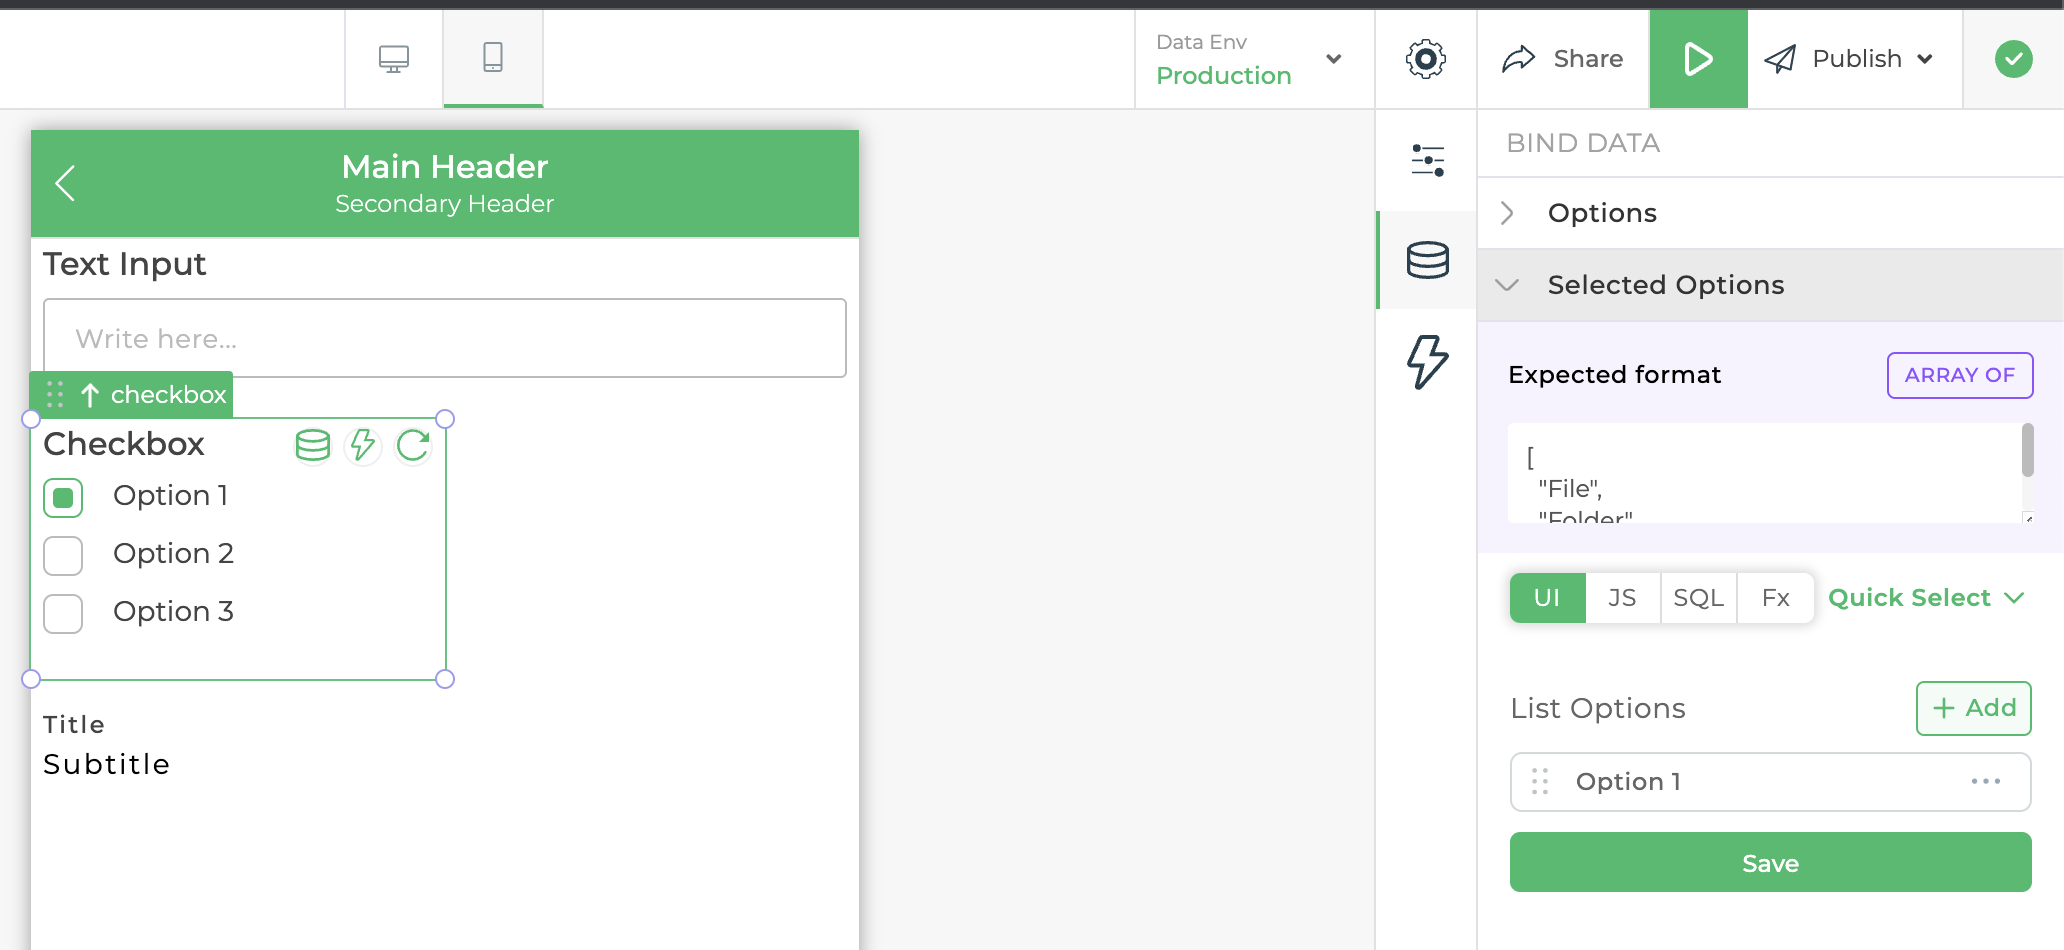 Data Env
Production
Share
Publish
Main Header
Secondary Header
Text Input
Write here...
checkbox
Checkbox
Option 1
Option 2
Option 3
Title
Subtitle
BIND DATA
Options
Selected Options
Expected format
ARRAY OF
[
"File",
"Folder"
UI JS SQL Fx Quick Select
List Options
+ Add
Option 1
Save